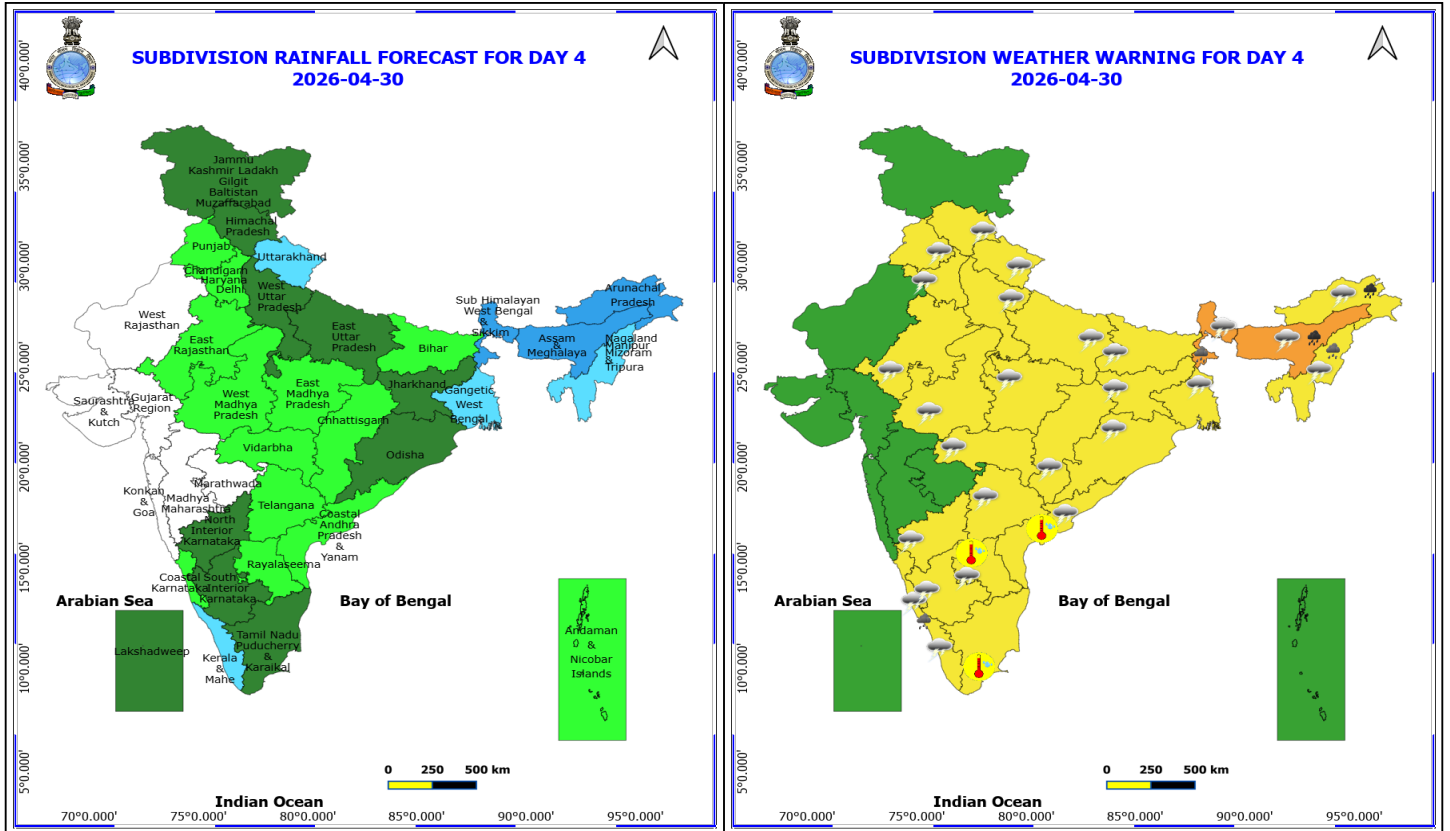 SUBDIVISION RAINFALL FORECAST FOR DAY 4
2026-04-30
40°0.000'
35°0.000'
30°0.000'
25°0.000'
20°0.000'
15°0.000'
10°0.000'
5°0.000'
Jammu
Kashmir Ladakh
Gilgit
Baltistan
Muzaffarabad
Himachal
Pradesh
Punjab
Uttarakhand
Chandigarh
Haryana
Delhi
West
Uttar
Pradesh
West
Rajasthan
East
Rajasthan
East
Uttar
Pradesh
Bihar
Sub Himalayan
West Bengal
&
Sikkim
Arunachal
Pradesh
Assam
&
Meghalaya
Nagaland
Manipur
Mizoram
&
Tripura
Saurashtra
&
Kutch
Gujarat
Region
West
Madhya
Pradesh
East
Madhya
Pradesh
Jharkhand
Gangetic
West
Bengal
Chhattisgarh
Vidarbha
Odisha
Konkan
&
Goa
Madhya
Maharashtra
Marathwada
Telangana
North
Interior
Karnataka
Coastal
Andhra
Pradesh
&
Yanam
Rayalaseema
Coastal
Karnataka
South
Interior
Karnataka
Arabian Sea
Bay of Bengal
Lakshadweep
Kerala
&
Mahe
Tamil Nadu
Puducherry
&
Karaikal
Andaman
&
Nicobar
Islands
0 250 500 km
Indian Ocean
70°0.000' 75°0.000' 80°0.000' 85°0.000' 90°0.000' 95°0.000'
SUBDIVISION WEATHER WARNING FOR DAY 4
2026-04-30
40°0.000'
35°0.000'
30°0.000'
25°0.000'
20°0.000'
15°0.000'
10°0.000'
5°0.000'
Arabian Sea
Bay of Bengal
0 250 500 km
Indian Ocean
70°0.000' 75°0.000' 80°0.000' 85°0.000' 90°0.000' 95°0.000'